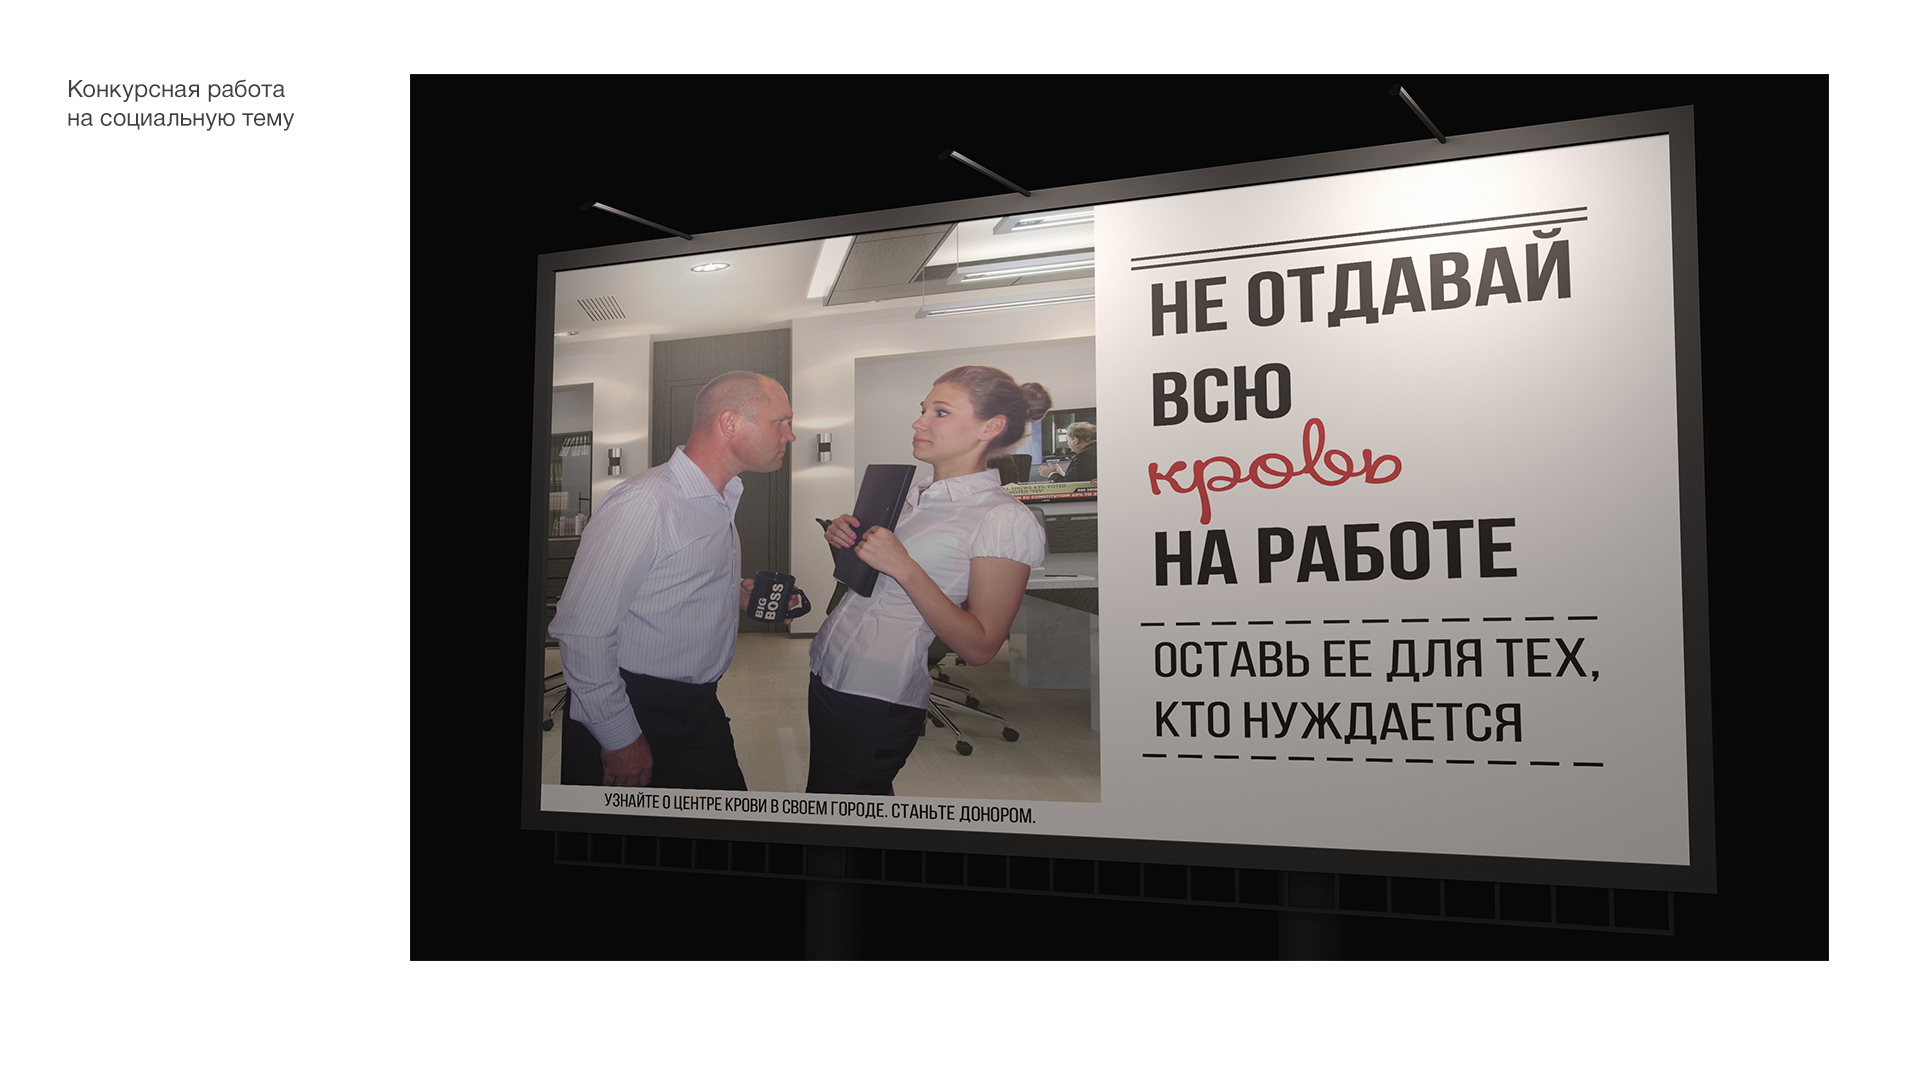 Конкурсная работа
на социальную тему
НЕ ОТДАВАЙ
ВСЮ
кровь
НА РАБОТЕ
ОСТАВЬ ЕЕ ДЛЯ ТЕХ,
КТО НУЖДАЕТСЯ
BIG
BOSS
УЗНАЙТЕ О ЦЕНТРЕ КРОВИ В СВОЕМ ГОРОДЕ. СТАНЬТЕ ДОНОРОМ.